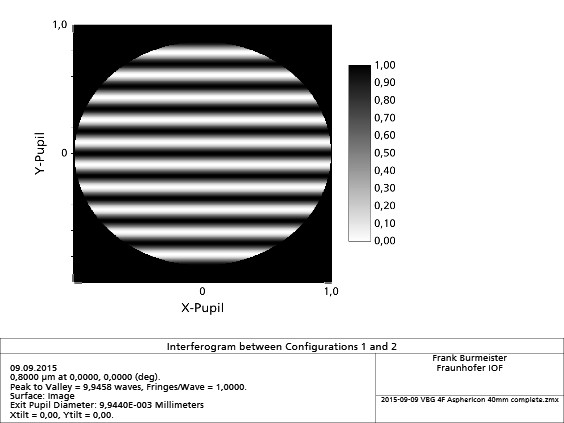 1,0
Y-Pupil
0
0
1,0
X-Pupil
1,00
0,90
0,80
0,70
0,60
0,50
0,40
0,30
0,20
0,10
0,00
Interferogram between Configurations 1 and 2
09.09.2015
0,8000 µm at 0,0000, 0,0000 (deg).
Peak to Valley = 9,9458 waves, Fringes/Wave = 1,0000.
Surface: Image
Exit Pupil Diameter: 9,9440E-003 Millimeters
Xtilt = 0,00, Ytilt = 0,00.
Frank Burmeister
Fraunhofer IOF
2015-09-09 VBG 4F Asphericon 40mm complete.zmx